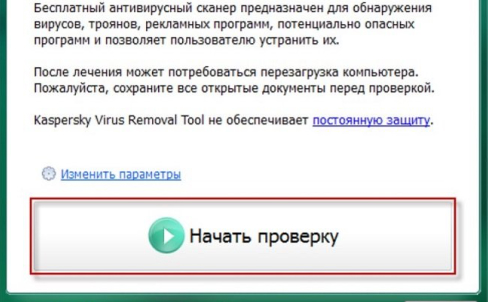 Бесплатный антивирусный сканер предназначен для обнаружения
вирусов, троянов, рекламных программ, потенциально опасных
программ и позволяет пользователю устранить их.
После лечения может потребоваться перезагрузка компьютера.
Пожалуйста, сохраните все открытые документы перед проверкой.
Kaspersky Virus Removal Tool не обеспечивает постоянную защиту.
Изменить параметры
Начать проверку